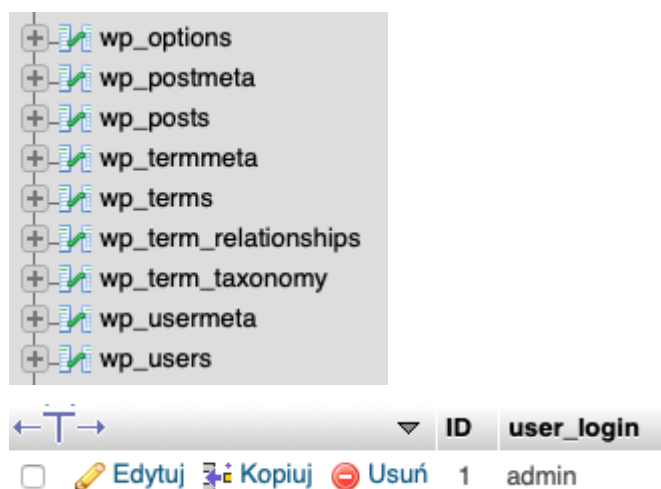 wp_options
wp_postmeta
wp_posts
wp_termmeta
wp_terms
wp_term_relationships
wp_term_taxonomy
wp_usermeta
wp_users
ID user_login
Edytuj Kopiuj Usuń 1 admin